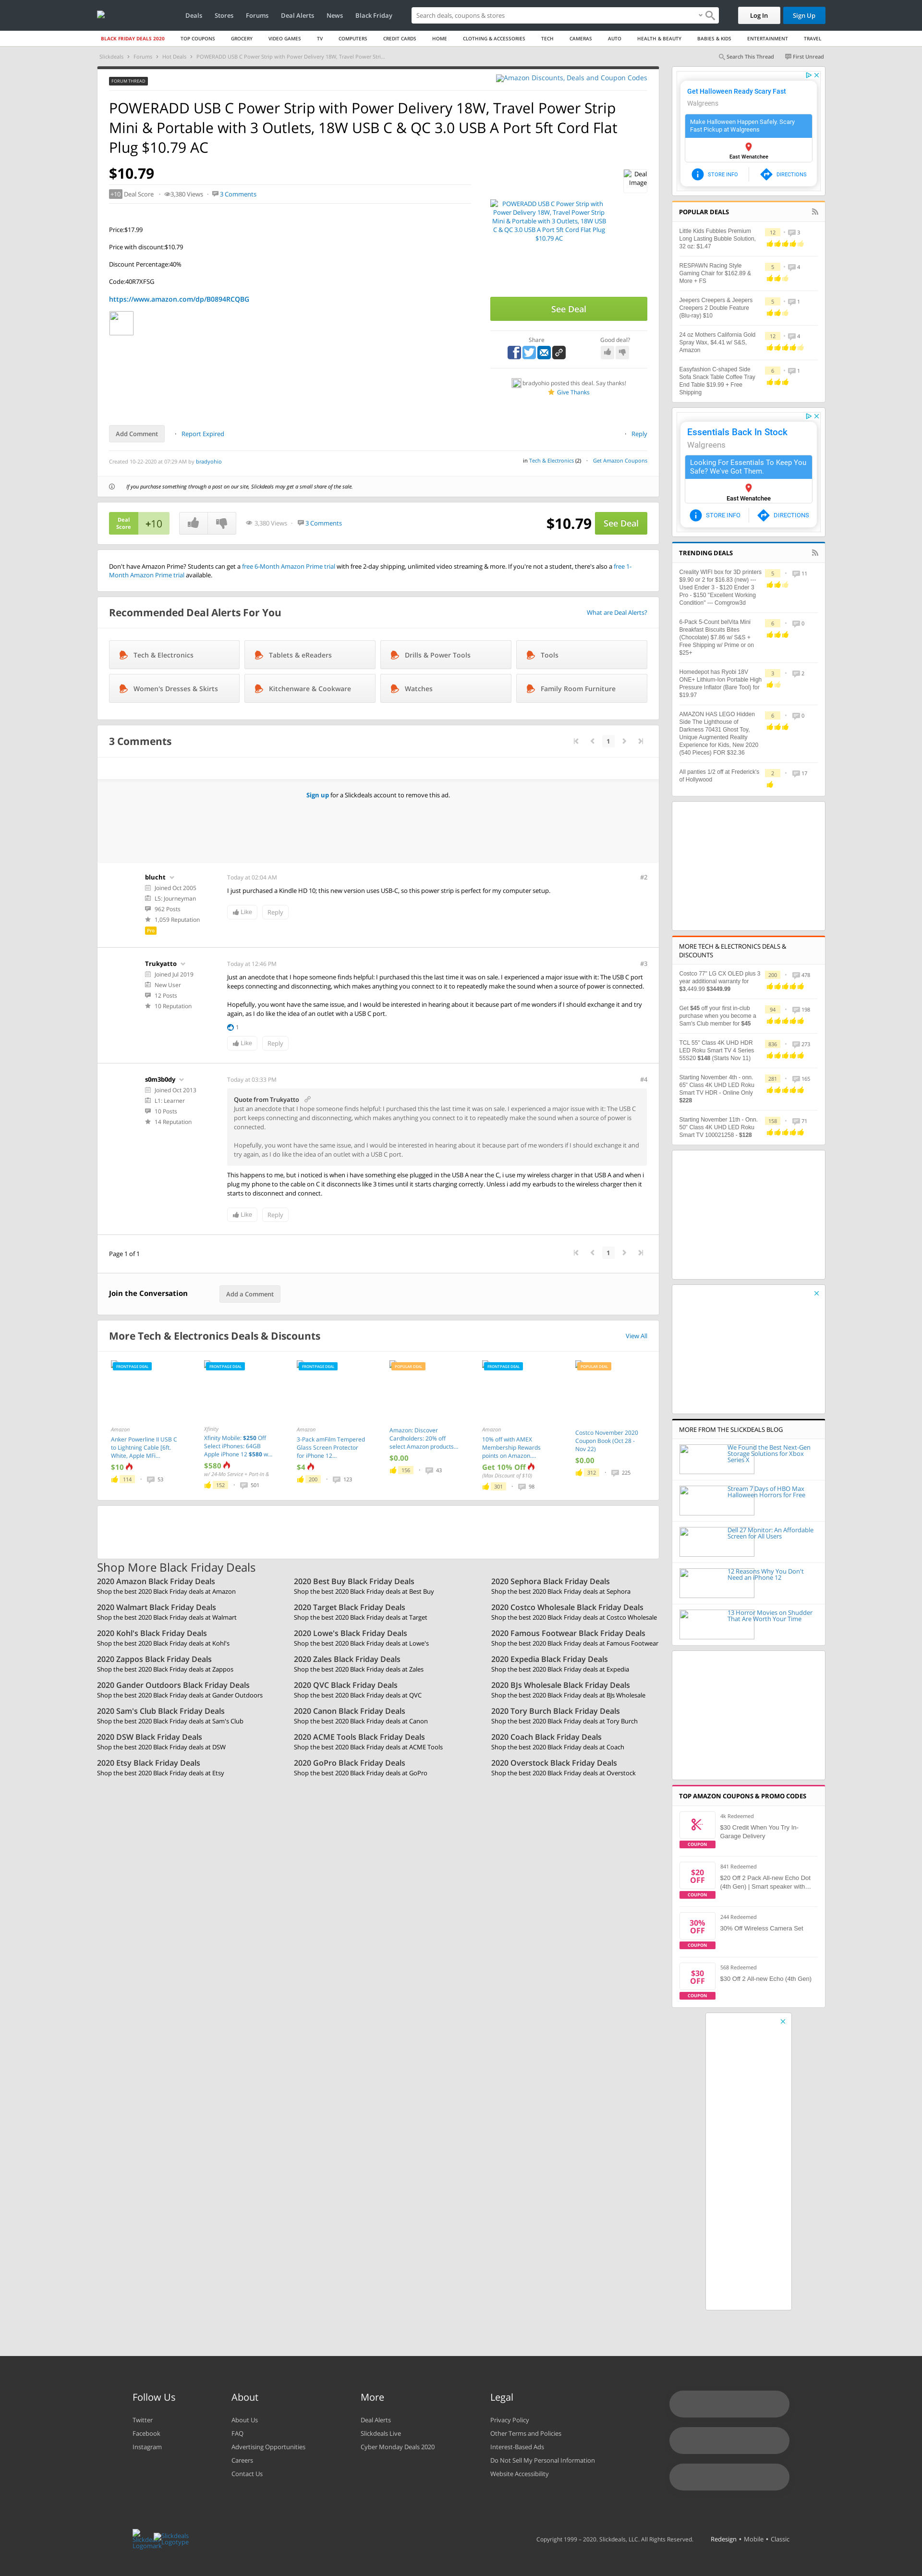 Deals Stores Forums Deal Alerts News Black Friday
Search deals, coupons & stores
Log In
Sign Up
BLACK FRIDAY DEALS 2020 TOP COUPONS GROCERY VIDEO GAMES TV COMPUTERS CREDIT CARDS HOME CLOTHING & ACCESSORIES TECH CAMERAS AUTO HEALTH & BEAUTY BABIES & KIDS ENTERTAINMENT TRAVEL
Slickdeals > Forums > Hot Deals > POWERADD USB C Power Strip with Power Delivery 18W, Travel Power Stri...
Search This Thread First Unread
FORUM THREAD
Amazon Discounts, Deals and Coupon Codes
POWERADD USB C Power Strip with Power Delivery 18W, Travel Power Strip
Mini & Portable with 3 Outlets, 18W USB C & QC 3.0 USB A Port 5ft Cord Flat
Plug $10.79 AC
$10.79
+10 Deal Score • 3,380 Views • 3 Comments
Deal
Image
Price:$17.99
Price with discount:$10.79
Discount Percentage:40%
Code:40R7XFSG
https://www.amazon.com/dp/B0894RCQBG
POWERADD USB C Power Strip with
Power Delivery 18W, Travel Power Strip
Mini & Portable with 3 Outlets, 18W USB
C & QC 3.0 USB A Port 5ft Cord Flat Plug
$10.79 AC
See Deal
Share
Good deal?
bradyohio posted this deal. Say thanks!
Give Thanks
Add Comment
• Report Expired
• Reply
Created 10-22-2020 at 07:29 AM by bradyohio
in Tech & Electronics (2) • Get Amazon Coupons
If you purchase something through a post on our site, Slickdeals may get a small share of the sale.
Deal
Score
+10
3,380 Views • 3 Comments
$10.79
See Deal
Don't have Amazon Prime? Students can get a free 6-Month Amazon Prime trial with free 2-day shipping, unlimited video streaming & more. If you're not a student, there's also a free 1-
Month Amazon Prime trial available.
Recommended Deal Alerts For You
What are Deal Alerts?
Tech & Electronics
Tablets & eReaders
Drills & Power Tools
Tools
Women's Dresses & Skirts
Kitchenware & Cookware
Watches
Family Room Furniture
3 Comments
1
Sign up for a Slickdeals account to remove this ad.
blucht
Joined Oct 2005
L5: Journeyman
962 Posts
1,059 Reputation
Pro
Today at 02:04 AM
#2
I just purchased a Kindle HD 10; this new version uses USB-C, so this power strip is perfect for my computer setup.
Like
Reply
Trukyatto
Joined Jul 2019
New User
12 Posts
10 Reputation
Today at 12:46 PM
#3
Just an anecdote that I hope someone finds helpful: I purchased this the last time it was on sale. I experienced a major issue with it: The USB C port
keeps connecting and disconnecting, which makes anything you connect to it repeatedly make the sound when a source of power is connected.
Hopefully, you wont have the same issue, and I would be interested in hearing about it because part of me wonders if I should exchange it and try
again, as I do like the idea of an outlet with a USB C port.
1
Like
Reply
s0m3b0dy
Joined Oct 2013
L1: Learner
10 Posts
14 Reputation
Today at 03:33 PM
#4
Quote from Trukyatto
Just an anecdote that I hope someone finds helpful: I purchased this the last time it was on sale. I experienced a major issue with it: The USB C
port keeps connecting and disconnecting, which makes anything you connect to it repeatedly make the sound when a source of power is
connected.
Hopefully, you wont have the same issue, and I would be interested in hearing about it because part of me wonders if I should exchange it and
try again, as I do like the idea of an outlet with a USB C port.
This happens to me, but i noticed is when i have something else plugged in the USB A near the C, i use my wireless charger in that USB A and when i
plug my phone to the cable on C it disconnects like 3 times until it starts charging correctly. Unless i add my earbuds to the wireless charger then it
starts to disconnect and connect.
Like
Reply
Page 1 of 1
1
Join the Conversation
Add a Comment
More Tech & Electronics Deals & Discounts
View All
FRONTPAGE DEAL
Amazon
Anker Powerline II USB C
to Lightning Cable [6ft,
White, Apple MFi...
$10
114 • 53
FRONTPAGE DEAL
Xfinity
Xfinity Mobile: $250 Off
Select iPhones: 64GB
Apple iPhone 12 $580 w...
$580
w/ 24-Mo Service + Port-In &
152 • 501
FRONTPAGE DEAL
Amazon
3-Pack amFilm Tempered
Glass Screen Protector
for iPhone 12...
$4
200 • 123
POPULAR DEAL
Amazon: Discover
Cardholders: 20% off
select Amazon products...
$0.00
156 • 43
FRONTPAGE DEAL
Amazon
10% off with AMEX
Membership Rewards
points on Amazon....
Get 10% Off
(Max Discount of $10)
301 • 98
POPULAR DEAL
Costco November 2020
Coupon Book (Oct 28 -
Nov 22)
$0.00
312 • 225
Shop More Black Friday Deals
2020 Amazon Black Friday Deals
Shop the best 2020 Black Friday deals at Amazon
2020 Best Buy Black Friday Deals
Shop the best 2020 Black Friday deals at Best Buy
2020 Sephora Black Friday Deals
Shop the best 2020 Black Friday deals at Sephora
2020 Walmart Black Friday Deals
Shop the best 2020 Black Friday deals at Walmart
2020 Target Black Friday Deals
Shop the best 2020 Black Friday deals at Target
2020 Costco Wholesale Black Friday Deals
Shop the best 2020 Black Friday deals at Costco Wholesale
2020 Kohl's Black Friday Deals
Shop the best 2020 Black Friday deals at Kohl's
2020 Lowe's Black Friday Deals
Shop the best 2020 Black Friday deals at Lowe's
2020 Famous Footwear Black Friday Deals
Shop the best 2020 Black Friday deals at Famous Footwear
2020 Zappos Black Friday Deals
Shop the best 2020 Black Friday deals at Zappos
2020 Zales Black Friday Deals
Shop the best 2020 Black Friday deals at Zales
2020 Expedia Black Friday Deals
Shop the best 2020 Black Friday deals at Expedia
2020 Gander Outdoors Black Friday Deals
Shop the best 2020 Black Friday deals at Gander Outdoors
2020 QVC Black Friday Deals
Shop the best 2020 Black Friday deals at QVC
2020 BJs Wholesale Black Friday Deals
Shop the best 2020 Black Friday deals at BJs Wholesale
2020 Sam's Club Black Friday Deals
Shop the best 2020 Black Friday deals at Sam's Club
2020 Canon Black Friday Deals
Shop the best 2020 Black Friday deals at Canon
2020 Tory Burch Black Friday Deals
Shop the best 2020 Black Friday deals at Tory Burch
2020 DSW Black Friday Deals
Shop the best 2020 Black Friday deals at DSW
2020 ACME Tools Black Friday Deals
Shop the best 2020 Black Friday deals at ACME Tools
2020 Coach Black Friday Deals
Shop the best 2020 Black Friday deals at Coach
2020 Etsy Black Friday Deals
Shop the best 2020 Black Friday deals at Etsy
2020 GoPro Black Friday Deals
Shop the best 2020 Black Friday deals at GoPro
2020 Overstock Black Friday Deals
Shop the best 2020 Black Friday deals at Overstock
Get Halloween Ready Scary Fast
Walgreens
Make Halloween Happen Safely. Scary
Fast Pickup at Walgreens
East Wenatchee
STORE INFO
DIRECTIONS
POPULAR DEALS
Little Kids Fubbles Premium
Long Lasting Bubble Solution,
32 oz: $1.47
12 • 3
RESPAWN Racing Style
Gaming Chair for $162.89 &
More + FS
5 • 4
Jeepers Creepers & Jeepers
Creepers 2 Double Feature
(Blu-ray) $10
5 • 1
24 oz Mothers California Gold
Spray Wax, $4.41 w/ S&S,
Amazon
12 • 4
Easyfashion C-shaped Side
Sofa Snack Table Coffee Tray
End Table $19.99 + Free
Shipping
6 • 1
Essentials Back In Stock
Walgreens
Looking For Essentials To Keep You
Safe? We've Got Them.
East Wenatchee
STORE INFO
DIRECTIONS
TRENDING DEALS
Creality WIFI box for 3D printers
$9.90 or 2 for $16.83 (new) —
Used Ender 3 - $120 Ender 3
Pro - $150 "Excellent Working
Condition" — Comgrow3d
5 • 11
6-Pack 5-Count belVita Mini
Breakfast Biscuits Bites
(Chocolate) $7.86 w/ S&S +
Free Shipping w/ Prime or on
$25+
6 • 0
Homedepot has Ryobi 18V
ONE+ Lithium-Ion Portable High
Pressure Inflator (Bare Tool) for
$19.97
3 • 2
AMAZON HAS LEGO Hidden
Side The Lighthouse of
Darkness 70431 Ghost Toy,
Unique Augmented Reality
Experience for Kids, New 2020
(540 Pieces) FOR $32.36
6 • 0
All panties 1/2 off at Frederick's
of Hollywood
2 • 17
MORE TECH & ELECTRONICS DEALS &
DISCOUNTS
Costco 77" LG CX OLED plus 3
year additional warranty for
$3,449.99 $3449.99
200 • 478
Get $45 off your first in-club
purchase when you become a
Sam's Club member for $45
94 • 198
TCL 55" Class 4K UHD HDR
LED Roku Smart TV 4 Series
55S20 $148 (Starts Nov 11)
836 • 273
Starting November 4th - onn.
65" Class 4K UHD LED Roku
Smart TV HDR - Online Only
$228
281 • 165
Starting November 11th - Onn.
50" Class 4K UHD LED Roku
Smart TV 100021258 - $128
158 • 71
MORE FROM THE SLICKDEALS BLOG
We Found the Best Next-Gen
Storage Solutions for Xbox
Series X
Stream 7 Days of HBO Max
Halloween Horrors for Free
Dell 27 Monitor: An Affordable
Screen for All Users
12 Reasons Why You Don't
Need an iPhone 12
13 Horror Movies on Shudder
That Are Worth Your Time
TOP AMAZON COUPONS & PROMO CODES
4k Redeemed
$30 Credit When You Try In-
Garage Delivery
COUPON
$20
OFF
COUPON
841 Redeemed
$20 Off 2 Pack All-new Echo Dot
(4th Gen) | Smart speaker with...
30%
OFF
COUPON
244 Redeemed
30% Off Wireless Camera Set
$30
OFF
COUPON
568 Redeemed
$30 Off 2 All-new Echo (4th Gen)
Follow Us
Twitter
Facebook
Instagram
About
About Us
FAQ
Advertising Opportunities
Careers
Contact Us
More
Deal Alerts
Slickdeals Live
Cyber Monday Deals 2020
Legal
Privacy Policy
Other Terms and Policies
Interest-Based Ads
Do Not Sell My Personal Information
Website Accessibility
Slickdeals
Logotype
Copyright 1999 – 2020. Slickdeals, LLC. All Rights Reserved.
Redesign • Mobile • Classic